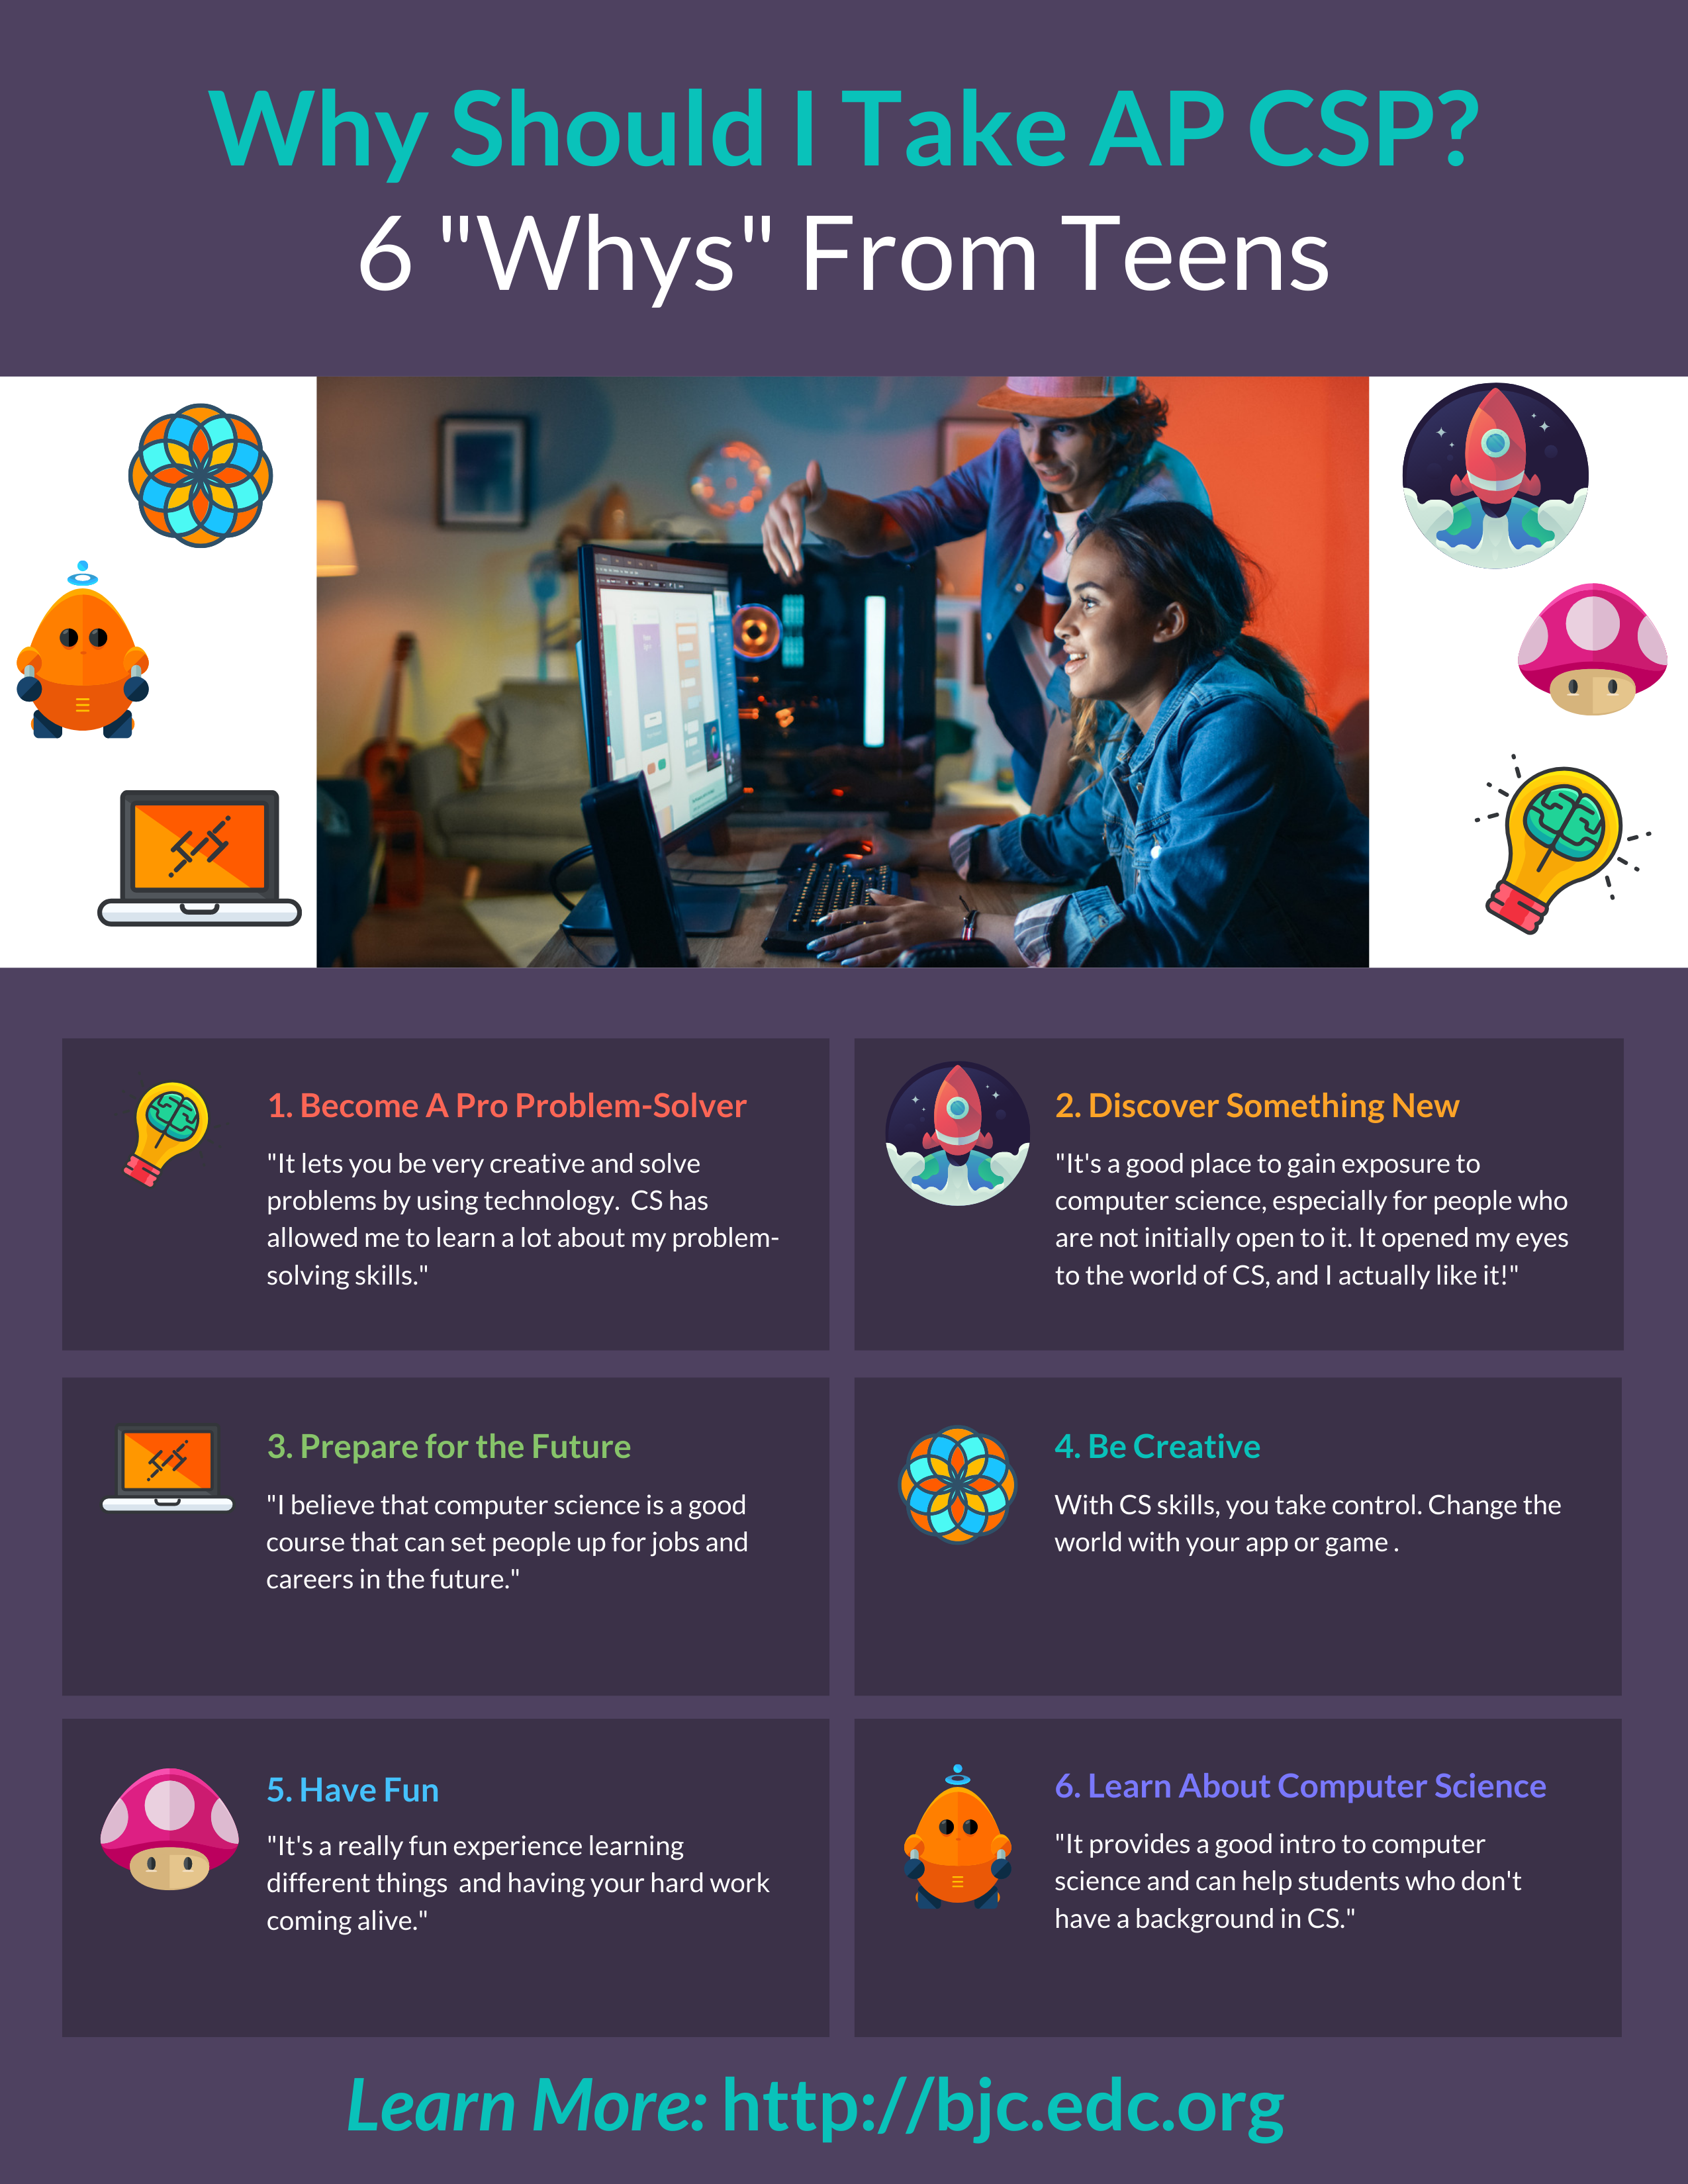 Why Should I Take AP CSP?
6 "Whys" From Teens
1. Become A Pro Problem-Solver
"It lets you be very creative and solve
problems by using technology.  CS has
allowed me to learn a lot about my problem-
solving skills."
2. Discover Something New
"It's a good place to gain exposure to
computer science, especially for people who
are not initially open to it. It opened my eyes
to the world of CS, and I actually like it!"
3. Prepare for the Future
"I believe that computer science is a good
course that can set people up for jobs and
careers in the future."
4. Be Creative
With CS skills, you take control. Change the
world with your app or game .
5. Have Fun
"It's a really fun experience learning
different things  and having your hard work
coming alive."
6. Learn About Computer Science
"It provides a good intro to computer
science and can help students who don't
have a background in CS."
Learn More: http://bjc.edc.org